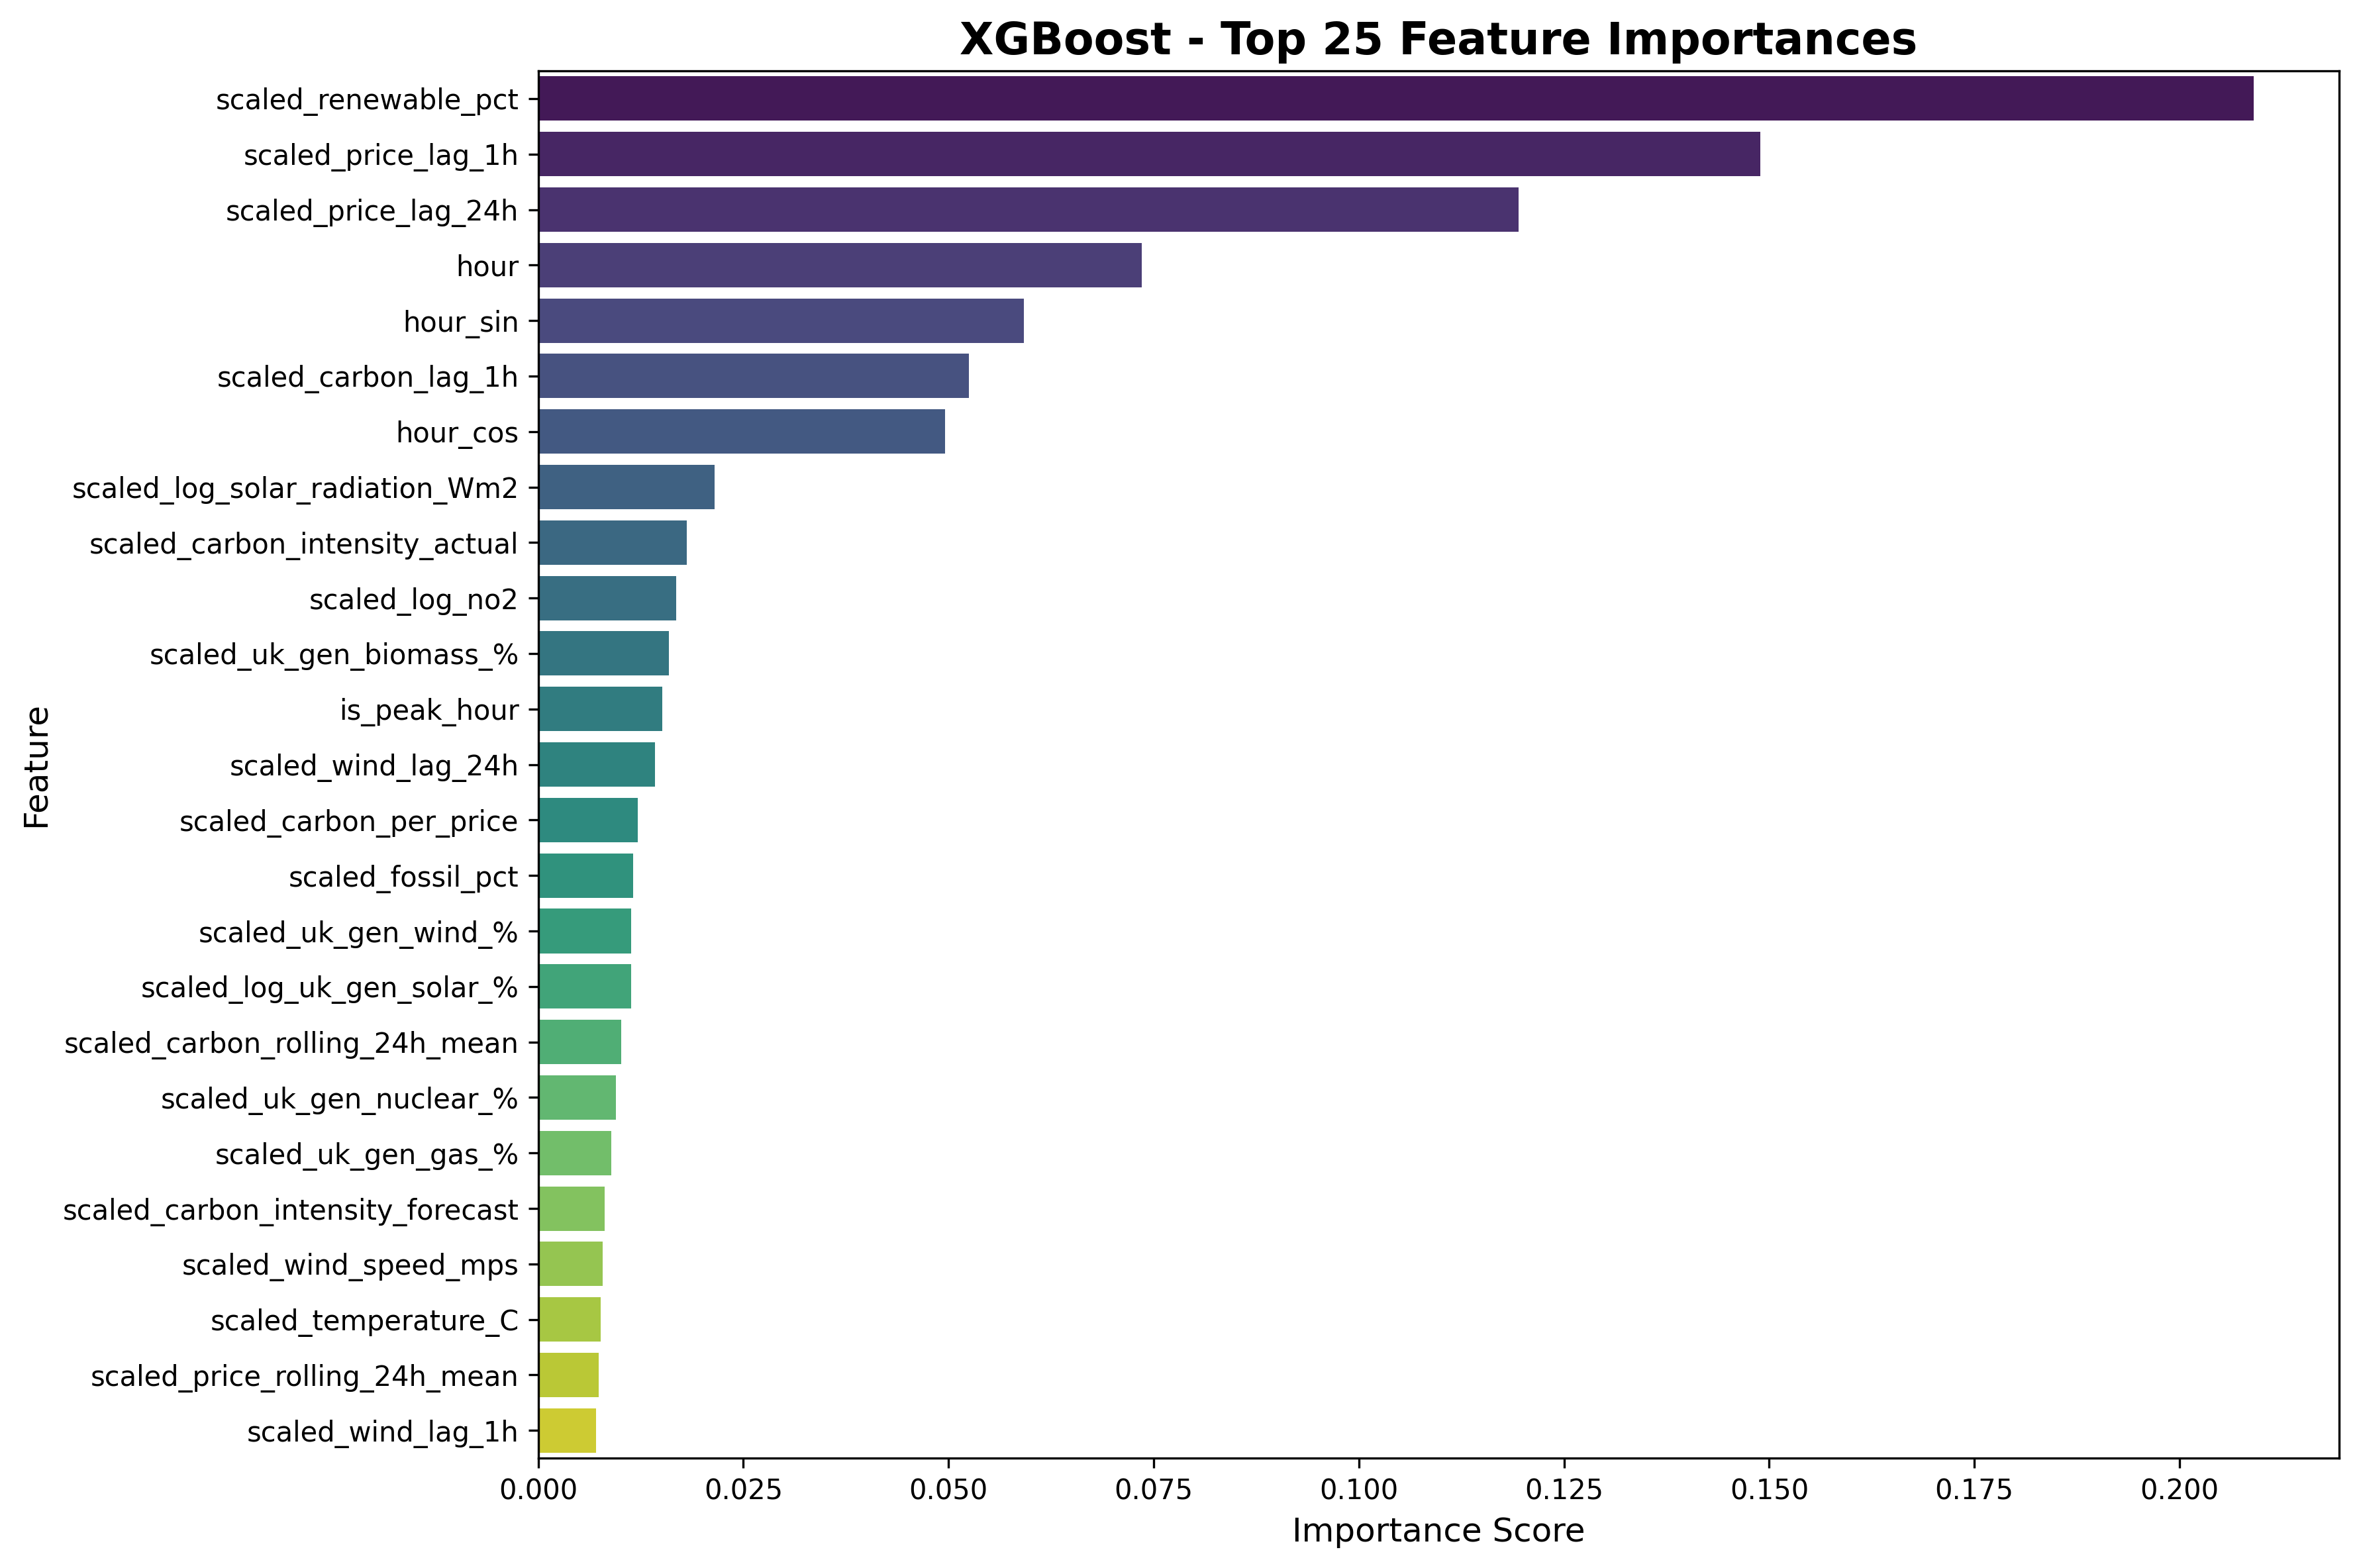 XGBoost - Top 25 Feature Importances
scaled_renewable_pct
scaled_price_lag_1h
scaled_price_lag_24h
hour
hour_sin
scaled_carbon_lag_1h
hour_cos
scaled_log_solar_radiation_Wm2
scaled_carbon_intensity_actual
scaled_log_no2
scaled_uk_gen_biomass_%
is_peak_hour
scaled_wind_lag_24h
scaled_carbon_per_price
scaled_fossil_pct
scaled_uk_gen_wind_%
scaled_log_uk_gen_solar_%
scaled_carbon_rolling_24h_mean
scaled_uk_gen_nuclear_%
scaled_uk_gen_gas_%
scaled_carbon_intensity_forecast
scaled_wind_speed_mps
scaled_temperature_C
scaled_price_rolling_24h_mean
scaled_wind_lag_1h
Feature
0.000 0.025 0.050 0.075 0.100 0.125 0.150 0.175 0.200
Importance Score